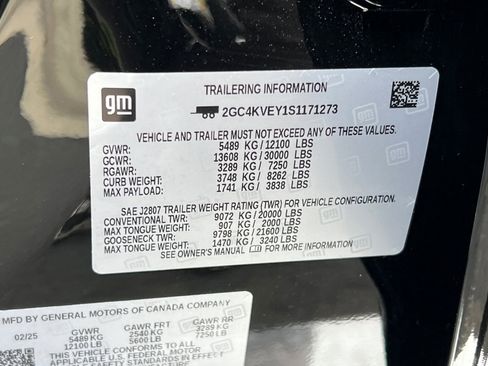 gm
TRAILERING INFORMATION
2GC4KVEY1S1171273
VEHICLE AND TRAILER MUST NOT EXCEED ANY OF THESE VALUES.
GVWR: 5489 KG / 12100 LBS
GCWR: 13608 KG / 30000 LBS
RGAWR: 3289 KG / 7250 LBS
CURB WEIGHT: 3748 KG / 8262 LBS
MAX PAYLOAD: 1741 KG / 3838 LBS
SAE J2807 TRAILER WEIGHT RATING (TWR) FOR VEHICLE CONFIGURATION.
CONVENTIONAL TWR: 9072 KG / 20000 LBS
MAX TONGUE WEIGHT: 907 KG / 2000 LBS
GOOSENECK TWR: 9798 KG / 21600 LBS
MAX TONGUE WEIGHT: 1470 KG / 3240 LBS
SEE OWNER'S MANUAL FOR MORE INFORMATION
MFD BY GENERAL MOTORS OF CANADA COMPANY
GVWR GAWR FRT GAWR RR
02/25 5489 KG 2540 KG 3289 KG
12100 LB 5600 LB 7250 LB
THIS VEHICLE CONFORMS TO ALL
APPLICABLE U.S. FEDERAL MOTOR VEHICLE
SAFETY STANDARDS IN EFFECT